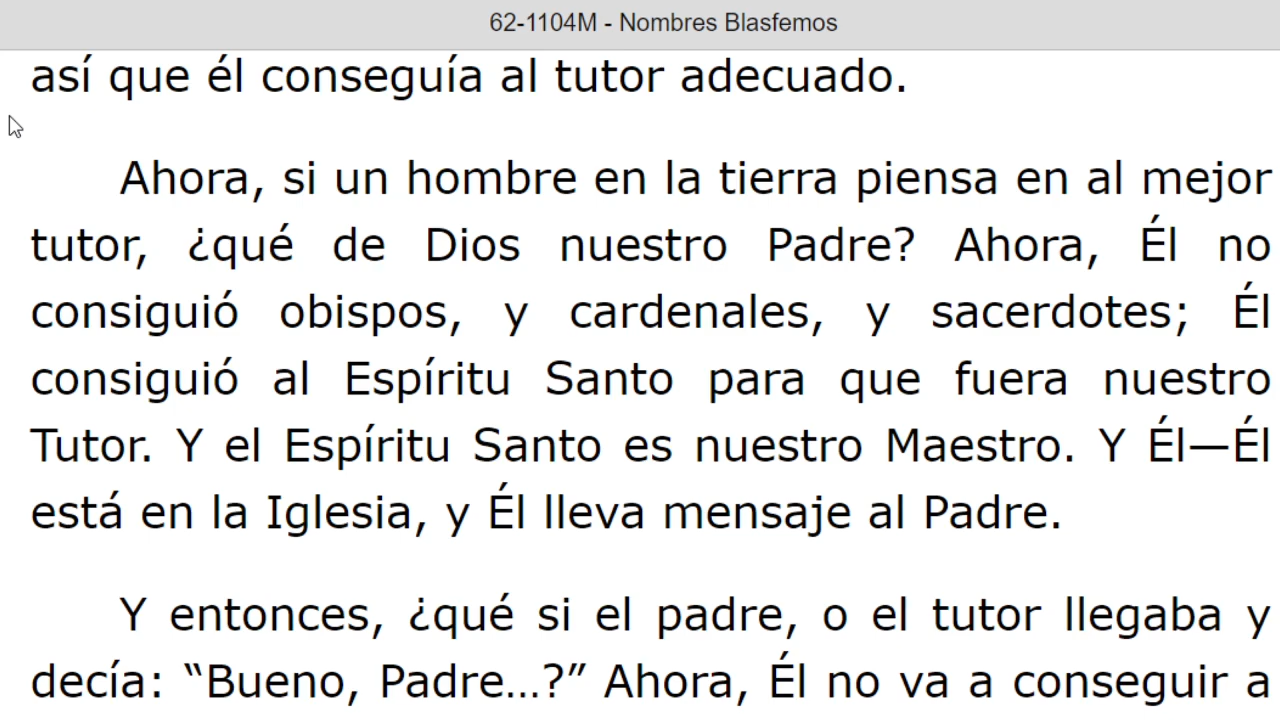 62-1104M - Nombres Blasfemos
así que él conseguía al tutor adecuado.
Ahora, si un hombre en la tierra piensa en al mejor
tutor, ¿qué de Dios nuestro Padre? Ahora, Él no
consiguió obispos, y cardenales, y sacerdotes; Él
consiguió al Espíritu Santo para que fuera nuestro
Tutor. Y el Espíritu Santo es nuestro Maestro. Y Él—Él
está en la Iglesia, y Él lleva mensaje al Padre.
Y entonces, ¿qué si el padre, o el tutor llegaba y
decía: “Bueno, Padre…?” Ahora, Él no va a conseguir a